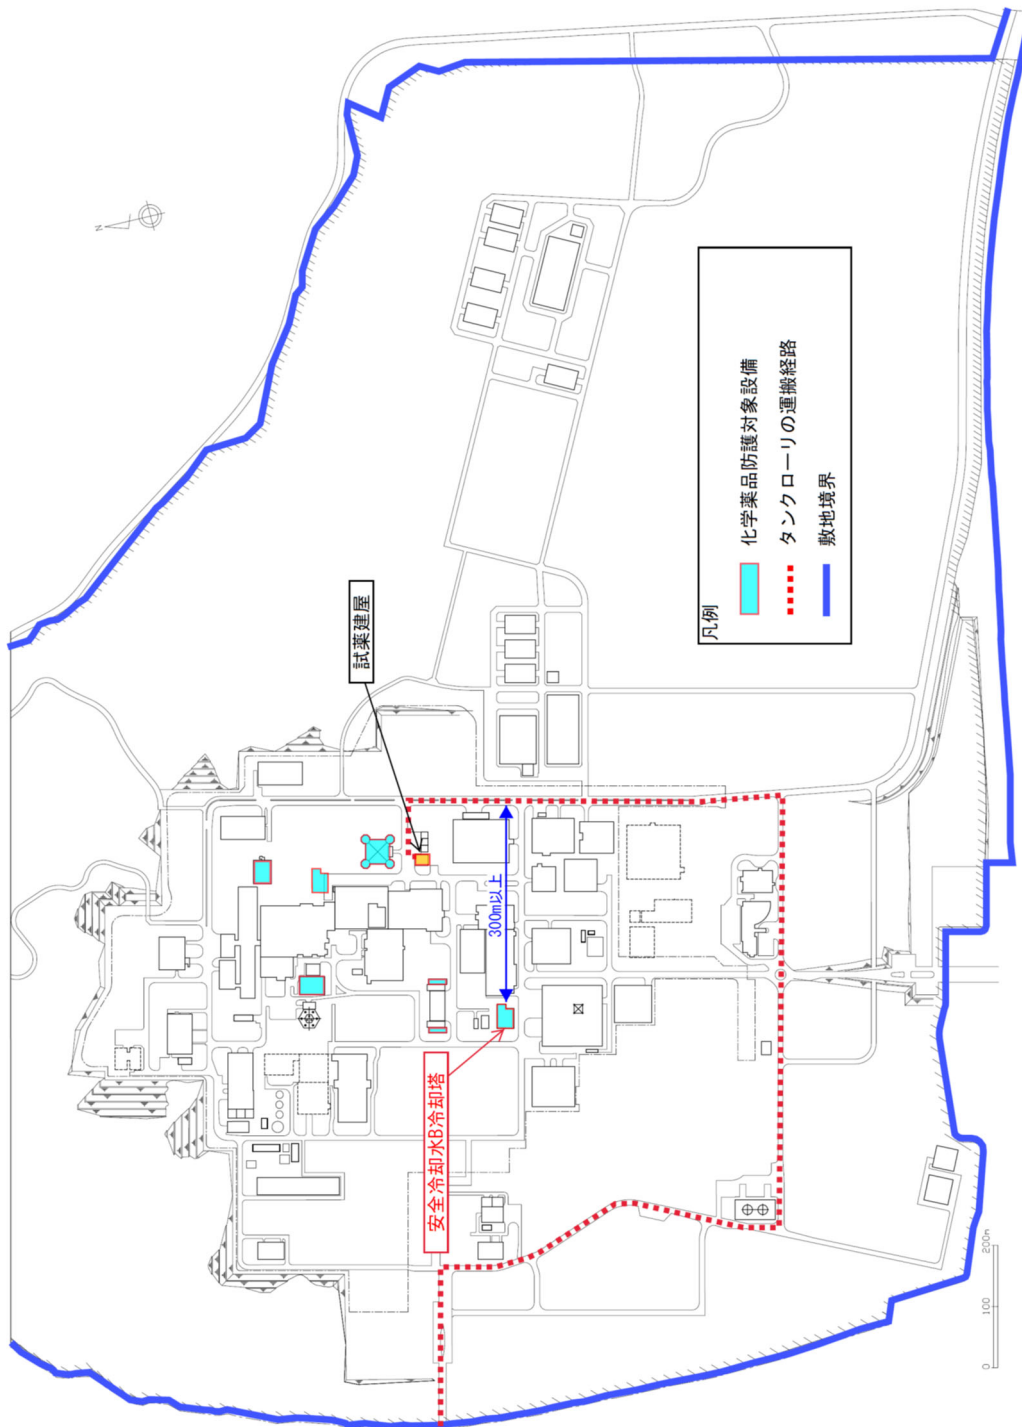 N
試薬建屋
300m以上
安全冷却水B冷却塔
凡例
化学薬品防護対象設備
タンクローリの運搬経路
敷地境界
0 100 200m